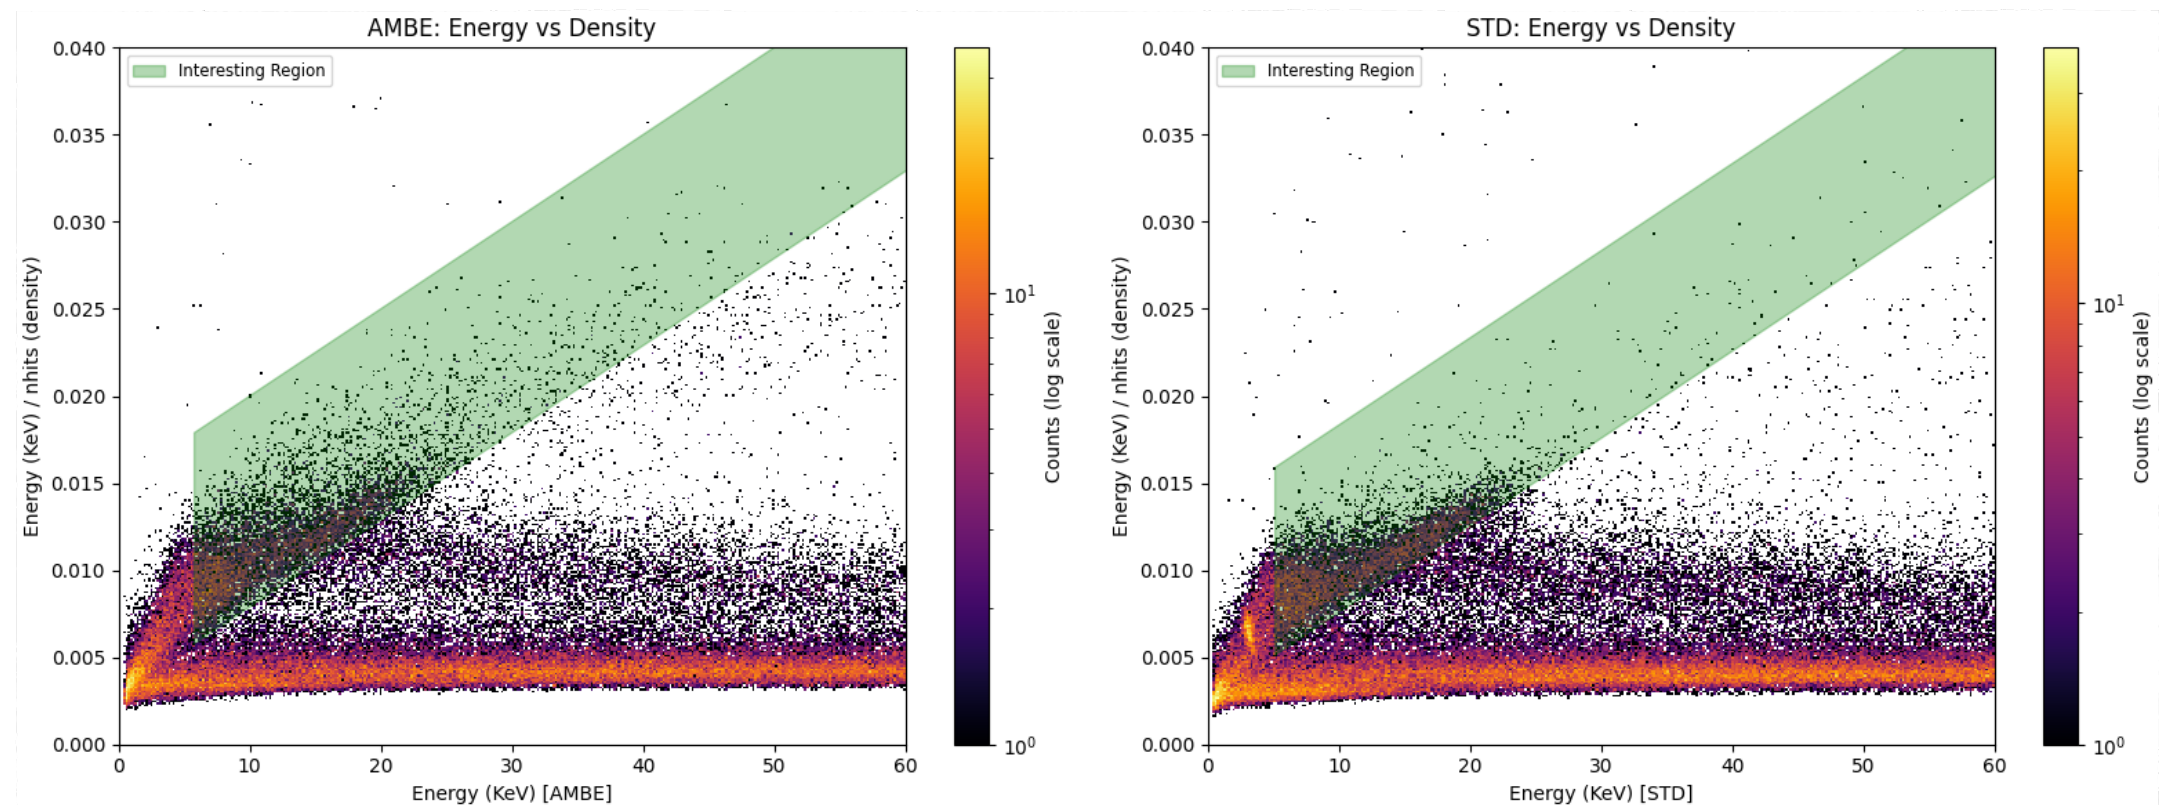 AMBE: Energy vs Density
Interesting Region
0.040
0.035
0.030
0.025
0.020
0.015
0.010
0.005
0.000
Energy (KeV) / nhits (density)
0 10 20 30 40 50 60
Energy (KeV) [AMBE]
10¹
10⁰
Counts (log scale)
STD: Energy vs Density
Interesting Region
0.040
0.035
0.030
0.025
0.020
0.015
0.010
0.005
0.000
Energy (KeV) / nhits (density)
0 10 20 30 40 50 60
Energy (KeV) [STD]
10¹
10⁰
Counts (log scale)